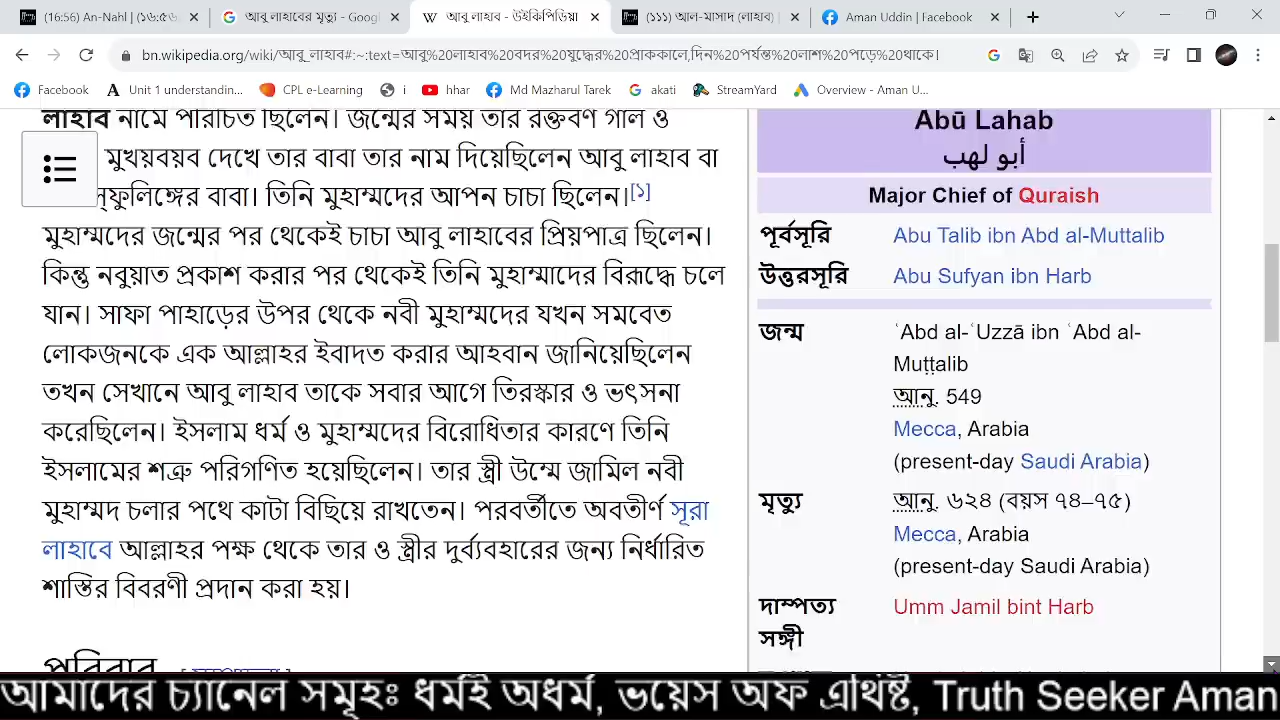 (16:56) An-Nahl | (১৬:৫৬
আবু লাহাবের মৃত্যু - Googl
আবু লাহাব - উইকিপিডিয়া
(১১১) আল-মাসাদ (লাহাব) |
Aman Uddin | Facebook
bn.wikipedia.org/wiki/আবু_লাহাব#:~:text=আবু%20লাহাব%20বদর%20যুদ্ধের%20প্রাককালে,দিন%20পর্যন্ত%20লাশ%20পড়ে%20থাকে।
Facebook
Unit 1 understandin...
CPL e-Learning
i
hhar
Md Mazharul Tarek
akati
StreamYard
Overview - Aman U...
লাহাব নামে পরিচিত ছিলেন। জন্মের সময় তার রক্তবর্ণ গাল ও
মুখয়বয়ব দেখে তার বাবা তার নাম দিয়েছিলেন আবু লাহাব বা
স্ফুলিঙ্গের বাবা। তিনি মুহাম্মদের আপন চাচা ছিলেন।[১]
মুহাম্মদের জন্মের পর থেকেই চাচা আবু লাহাবের প্রিয়পাত্র ছিলেন।
কিন্তু নবুয়াত প্রকাশ করার পর থেকেই তিনি মুহাম্মাদের বিরূদ্ধে চলে
যান। সাফা পাহাড়ের উপর থেকে নবী মুহাম্মদের যখন সমবেত
লোকজনকে এক আল্লাহর ইবাদত করার আহবান জানিয়েছিলেন
তখন সেখানে আবু লাহাব তাকে সবার আগে তিরস্কার ও ভৎসনা
করেছিলেন। ইসলাম ধর্ম ও মুহাম্মদের বিরোধিতার কারণে তিনি
ইসলামের শত্রু পরিগণিত হয়েছিলেন। তার স্ত্রী উম্মে জামিল নবী
মুহাম্মদ চলার পথে কাটা বিছিয়ে রাখতেন। পরবর্তীতে অবতীর্ণ সূরা
লাহাবে আল্লাহর পক্ষ থেকে তার ও স্ত্রীর দুর্ব্যবহারের জন্য নির্ধারিত
শাস্তির বিবরণী প্রদান করা হয়।
পরিবার [ সম্পাদনা ]
Abū Lahab
أبو لهب
Major Chief of Quraish
পূর্বসূরি Abu Talib ibn Abd al-Muttalib
উত্তরসূরি Abu Sufyan ibn Harb
জন্ম ʿAbd al-ʿUzzā ibn ʿAbd al-
Muṭṭalib
আনু. 549
Mecca, Arabia
(present-day Saudi Arabia)
মৃত্যু আনু. ৬২৪ (বয়স ৭৪–৭৫)
Mecca, Arabia
(present-day Saudi Arabia)
দাম্পত্য Umm Jamil bint Harb
সঙ্গী
আমাদের চ্যানেল সমূহঃ ধর্মই অধর্ম, ভয়েস অফ এথিষ্ট, Truth Seeker Aman